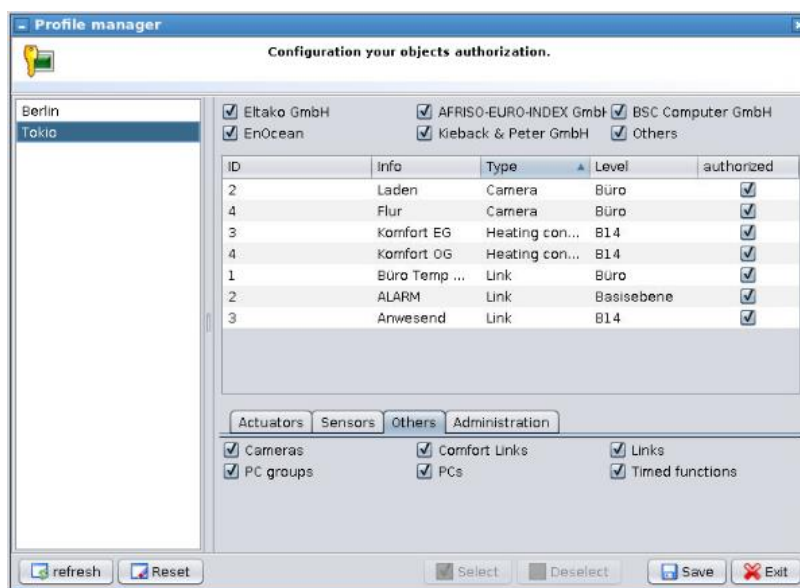 Profile manager
Configuration your objects authorization.
Berlin
Tokio
Eltako GmbH AFRISO-EURO-INDEX GmbH BSC Computer GmbH
EnOcean Kieback & Peter GmbH Others
ID Info Type Level authorized
2 Laden Camera Büro
4 Flur Camera Büro
3 Komfort EG Heating con... B14
4 Komfort OG Heating con... B14
1 Büro Temp ... Link Büro
2 ALARM Link Basisebene
3 Anwesend Link B14
Actuators Sensors Others Administration
Cameras Comfort Links Links
PC groups PCs Timed functions
refresh Reset Select Deselect Save Exit